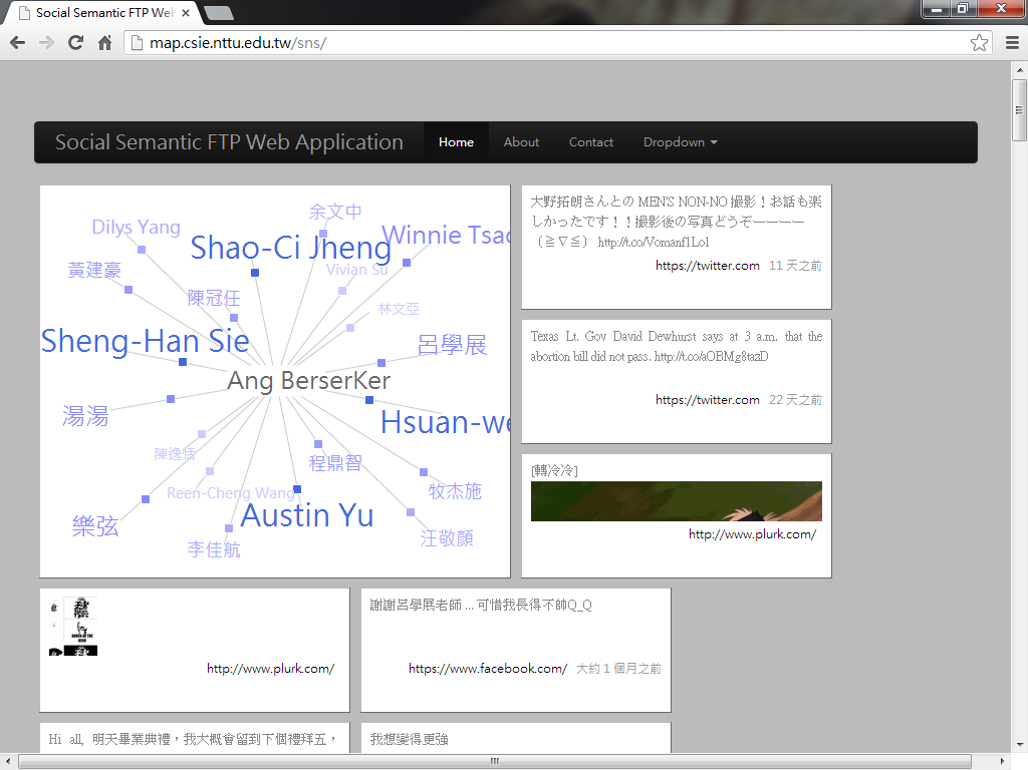 Social Semantic FTP We
map.csie.nttu.edu.tw/sns/
Social Semantic FTP Web Application
Home
About
Contact
Dropdown
余文中
Dilys Yang
Winnie Tsao
Shao-Ci Jheng
黃建豪
Vivian Su
陳冠任
林文亞
Sheng-Han Sie
呂學展
Ang BerserKer
湯湯
Hsuan-we
陳逸恬
程鼎智
Reen-Cheng Wang
牧杰施
樂弦
Austin Yu
汪敬顏
李佳航
大野拓朗さんとの MEN'S NON-NO 撮影！お話も楽
しかったです！！撮影後の写真どうぞーーーー
（≧∇≦） http://t.co/Vomanf1Lo1
https://twitter.com 11 天之前
Texas Lt. Gov David Dewhurst says at 3 a.m. that the
abortion bill did not pass. http://t.co/aOBMg8tazD
https://twitter.com 22 天之前
[轉冷冷]
http://www.plurk.com/
http://www.plurk.com/
謝謝呂學展老師 ... 可惜我長得不帥Q_Q
https://www.facebook.com/ 大約 1 個月之前
Hi all, 明天畢業典禮，我大概會留到下個禮拜五，
我想變得更強